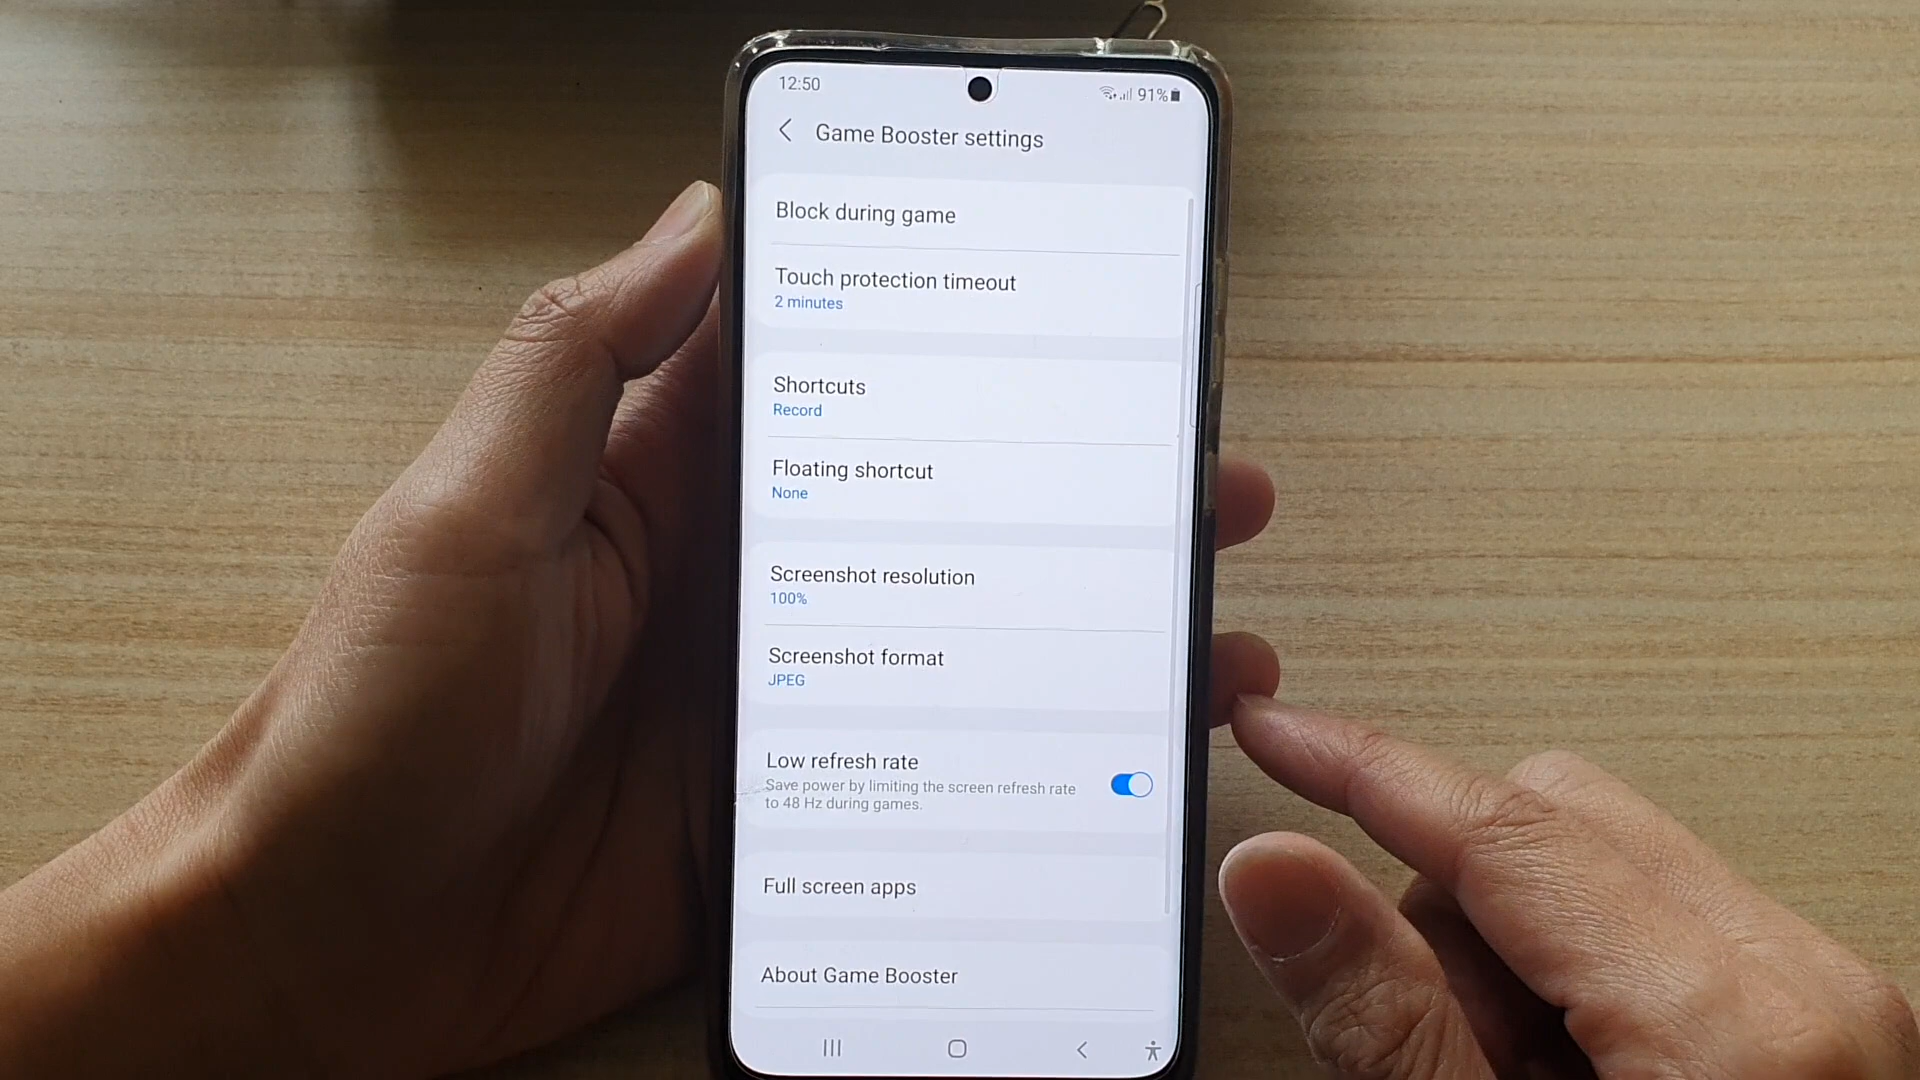 12:50
91%
Game Booster settings
Block during game
Touch protection timeout
2 minutes
Shortcuts
Record
Floating shortcut
None
Screenshot resolution
100%
Screenshot format
JPEG
Low refresh rate
Save power by limiting the screen refresh rate
to 48 Hz during games.
Full screen apps
About Game Booster